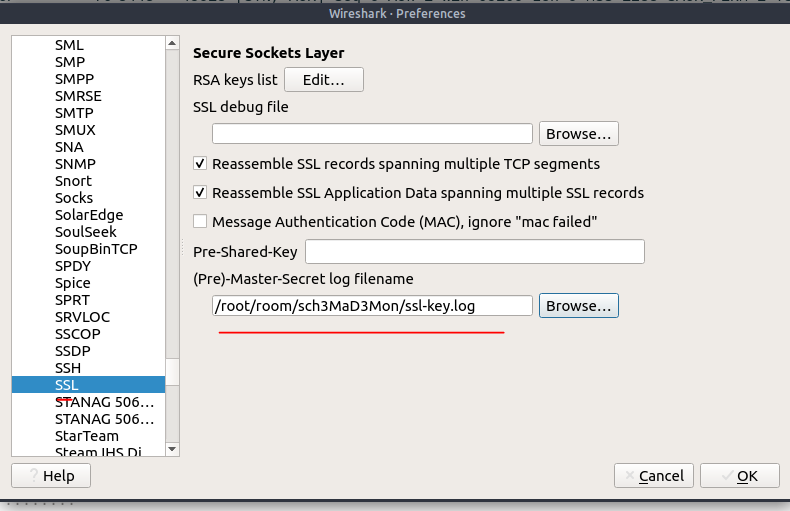 Wireshark · Preferences
SML
SMP
SMPP
SMRSE
SMTP
SMUX
SNA
SNMP
Snort
Socks
SolarEdge
SoulSeek
SoupBinTCP
SPDY
Spice
SPRT
SRVLOC
SSCOP
SSDP
SSH
SSL
STANAG 506...
STANAG 506...
StarTeam
Steam IHS Di
Secure Sockets Layer
RSA keys list Edit...
SSL debug file
Browse...
Reassemble SSL records spanning multiple TCP segments
Reassemble SSL Application Data spanning multiple SSL records
Message Authentication Code (MAC), ignore "mac failed"
Pre-Shared-Key
(Pre)-Master-Secret log filename
/root/room/sch3MaD3Mon/ssl-key.log Browse...
Help
Cancel
OK